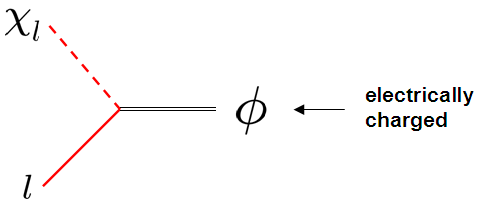 χ_l
ϕ
electrically
charged
l